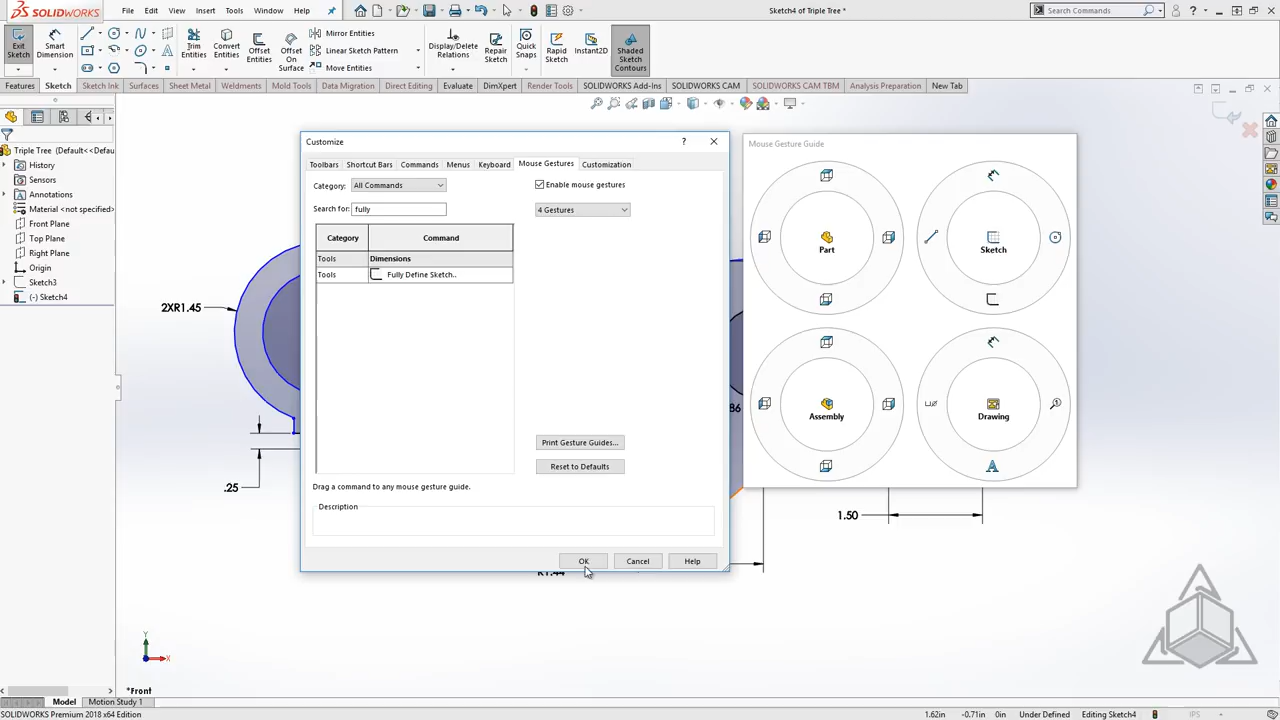 SOLIDWORKS File Edit View Insert Tools Window Help Sketch4 of Triple Tree * Search Commands
Exit Sketch Smart Dimension Trim Entities Convert Entities Offset Entities Offset On Surface Mirror Entities Display/Delete Relations Repair Sketch Quick Snaps Rapid Sketch Instant2D Shaded Sketch Contours
Linear Sketch Pattern
Move Entities
Features Sketch Sketch Ink Surfaces Sheet Metal Weldments Mold Tools Data Migration Direct Editing Evaluate DimXpert Render Tools SOLIDWORKS Add-Ins SOLIDWORKS CAM SOLIDWORKS CAM TBM Analysis Preparation New Tab
Triple Tree (Default<<Defau
History
Sensors
Annotations
Material <not specified>
Front Plane
Top Plane
Right Plane
Origin
Sketch3
(-) Sketch4
2XR1.45
.25
Customize ?
Toolbars Shortcut Bars Commands Menus Keyboard Mouse Gestures Customization
Category: All Commands Enable mouse gestures
Search for: fully 4 Gestures
Category Command
Tools Dimensions
Tools Fully Define Sketch..
Print Gesture Guides...
Reset to Defaults
Drag a command to any mouse gesture guide.
Description
OK Cancel Help
Mouse Gesture Guide
Part Sketch
Assembly Drawing
86
1.50
R1.44
Y
X
*Front
Model Motion Study 1
SOLIDWORKS Premium 2018 x64 Edition 1.62in -0.71in 0in Under Defined Editing Sketch4 IPS